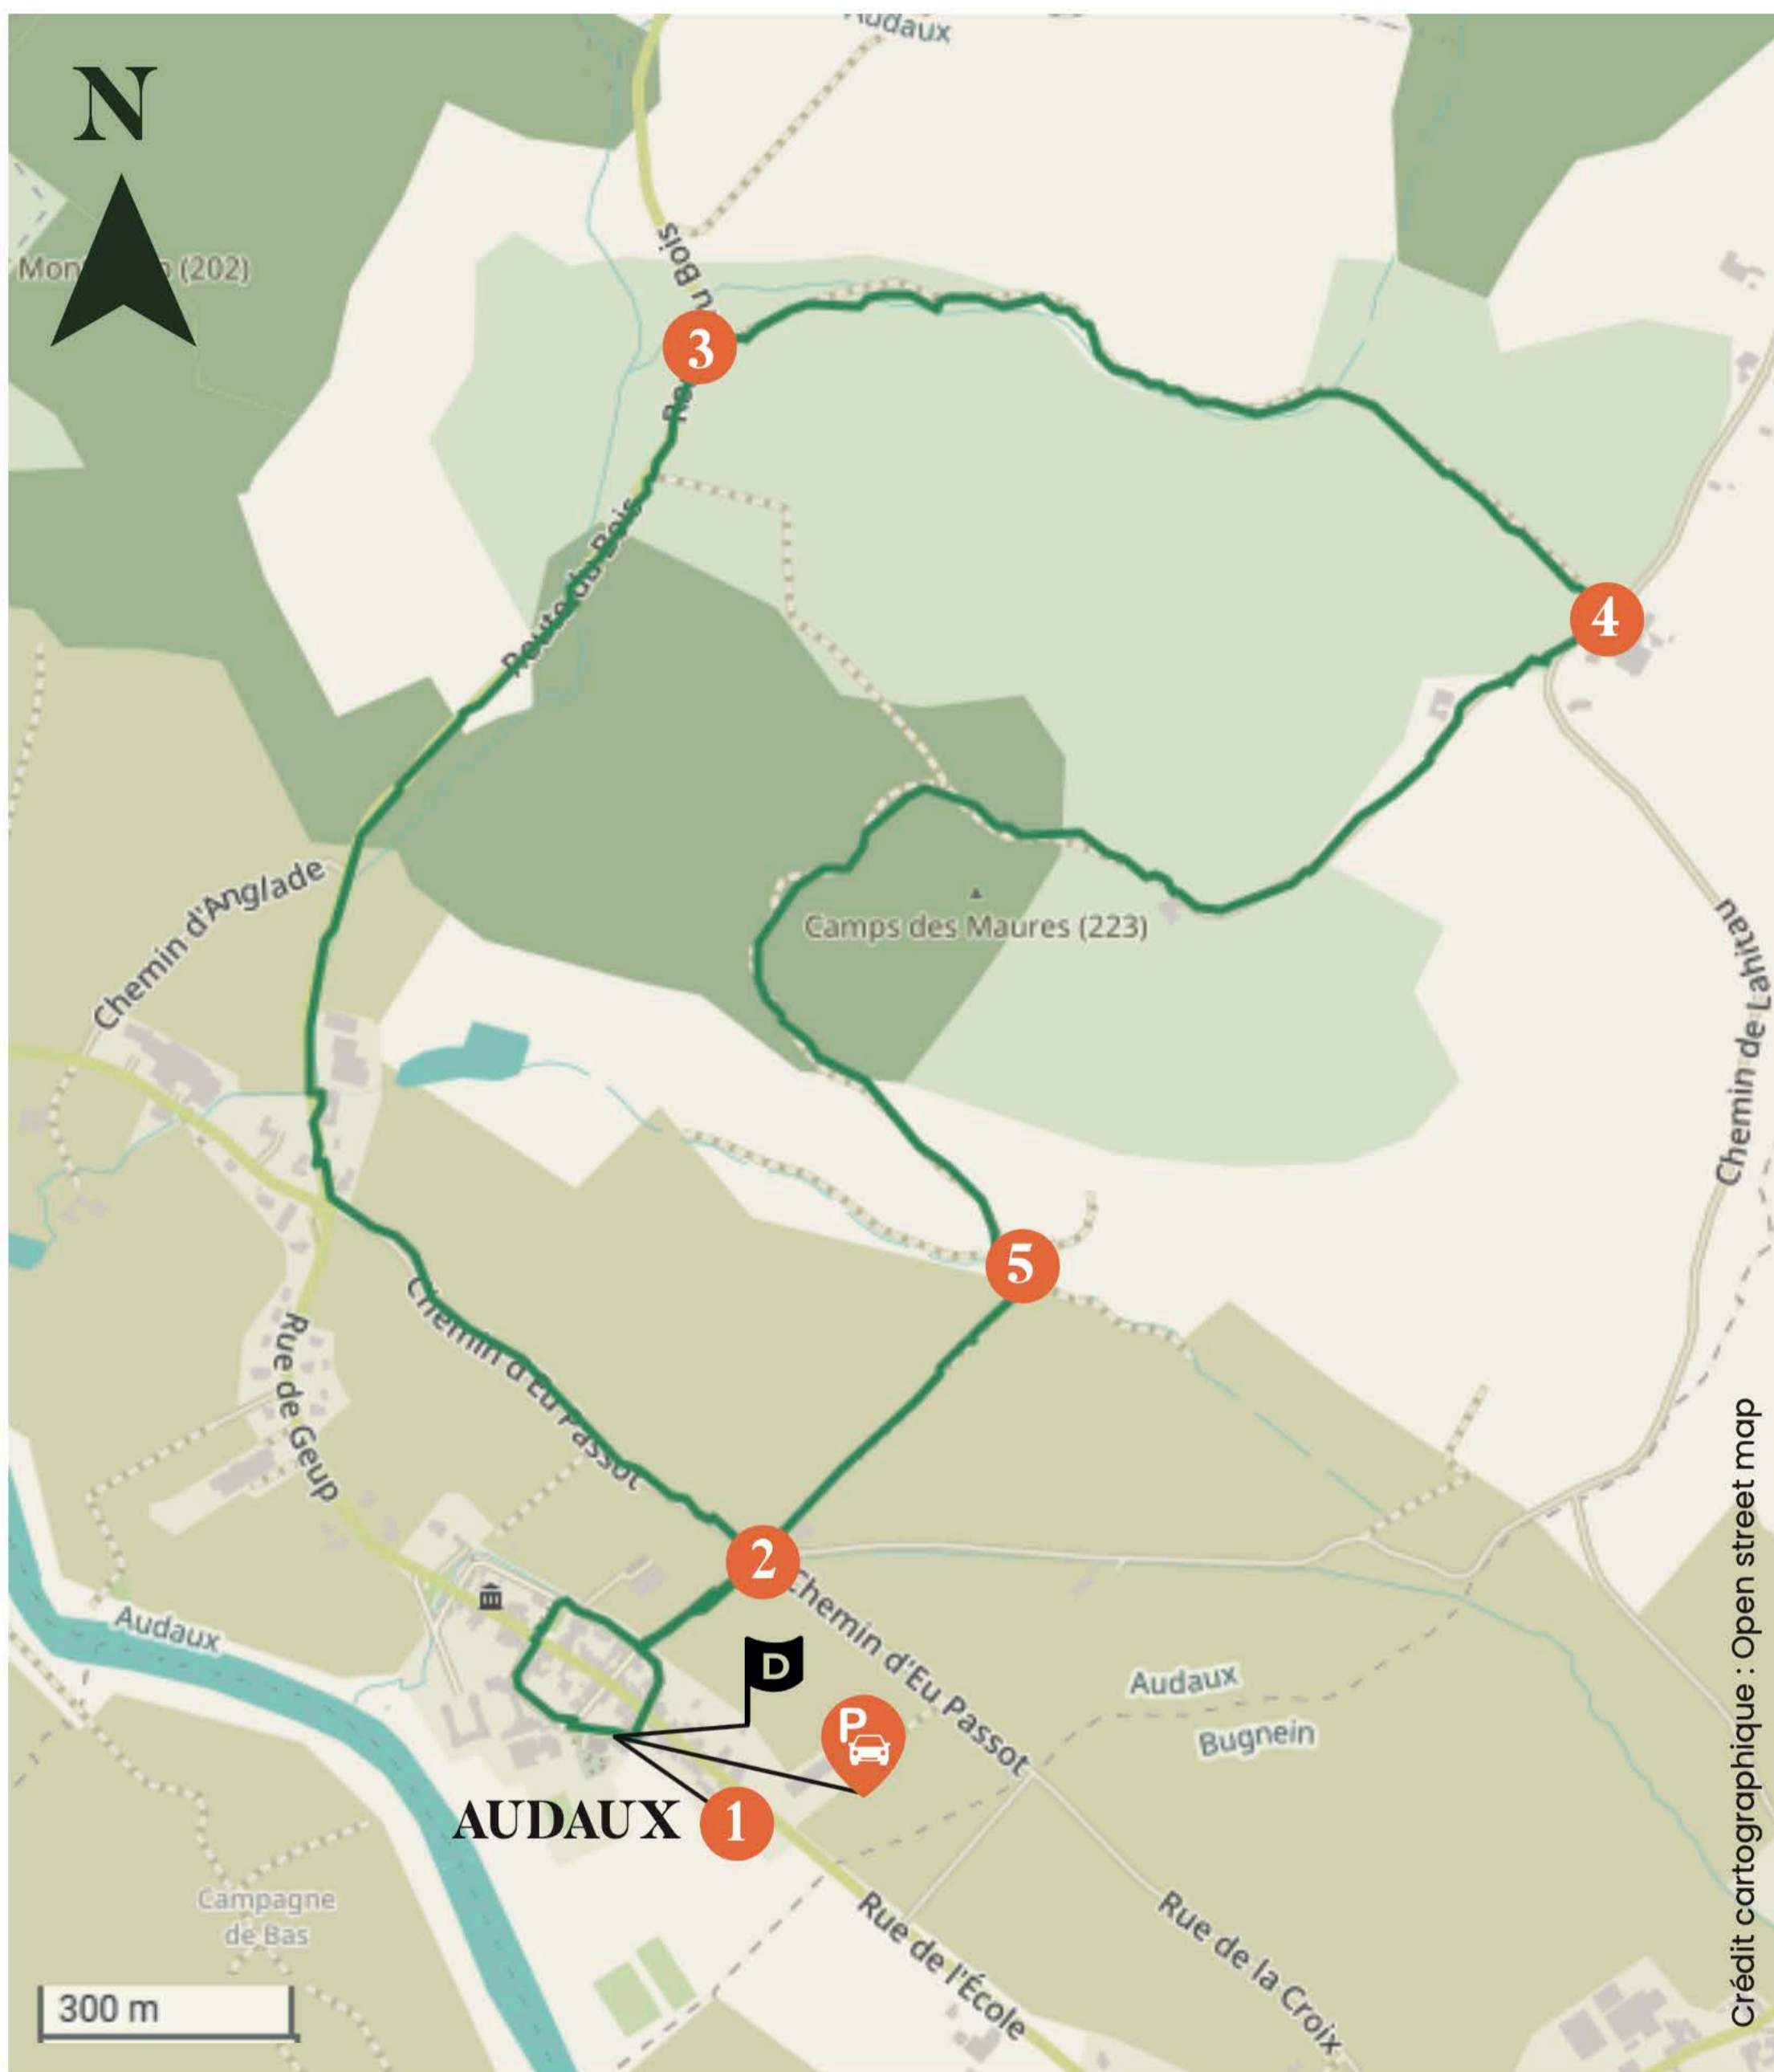 Audaux
N
Mon
(202)
u Bois
3
Ro
Route du Bois
4
Chemin d'Anglade
Camps des Maures (223)
Chemin de Lahitau
5
Chemin d'Eu Passot
Rue de Geup
2
Chemin d'Eu Passot
Audaux
D
P
Audaux
Bugnein
AUDAUX
1
Campagne
de Bas
Rue de l'École
Rue de la Croix
300 m
Crédit cartographique : Open street map